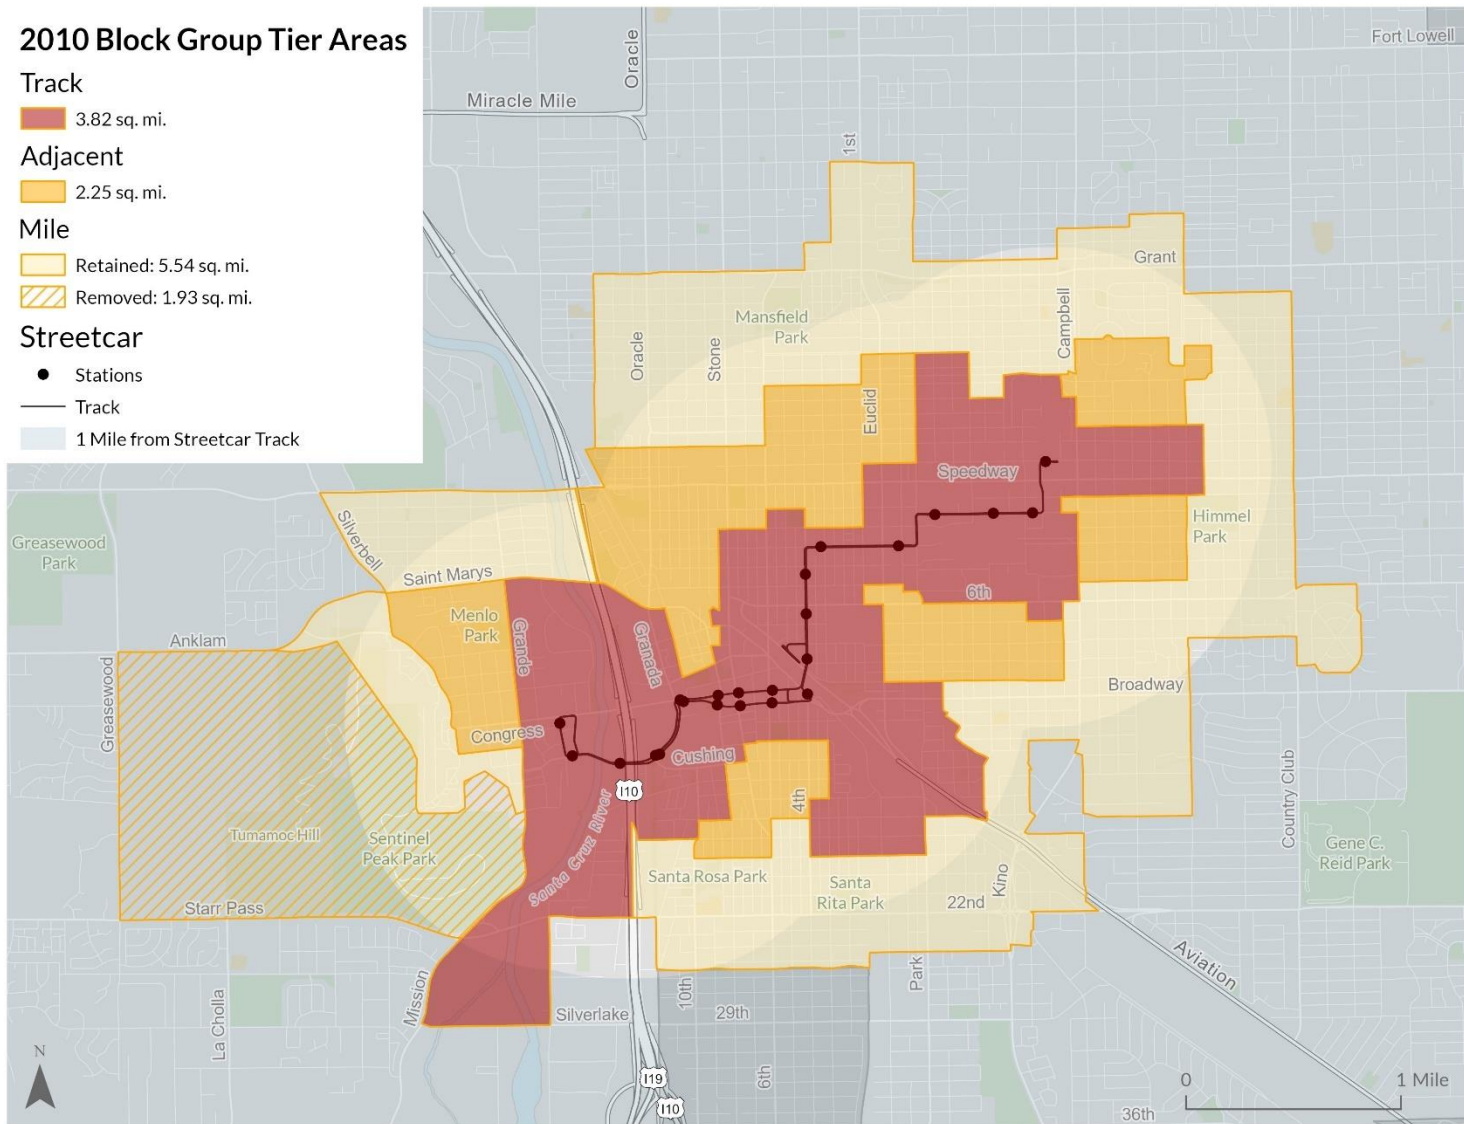 2010 Block Group Tier Areas
Track
3.82 sq. mi.
Adjacent
2.25 sq. mi.
Mile
Retained: 5.54 sq. mi.
Removed: 1.93 sq. mi.
Streetcar
Stations
Track
1 Mile from Streetcar Track
Fort Lowell
Oracle
Miracle Mile
1st
Grant
Mansfield
Park
Campbell
Oracle
Stone
Euclid
Speedway
Himmel
Park
Silverbell
Greasewood
Park
Saint Marys
6th
Menlo
Park
Grande
Granada
Anklam
Greasewood
Broadway
Congress
Cushing
I10
4th
Country Club
Santa Cruz River
Tumamoc Hill
Sentinel
Peak Park
Gene C.
Reid Park
Santa Rosa Park
Santa
Rita Park
Kino
22nd
Starr Pass
Aviation
Mission
La Cholla
Silverlake
10th
29th
Park
6th
I19
I10
36th
N
0
1 Mile